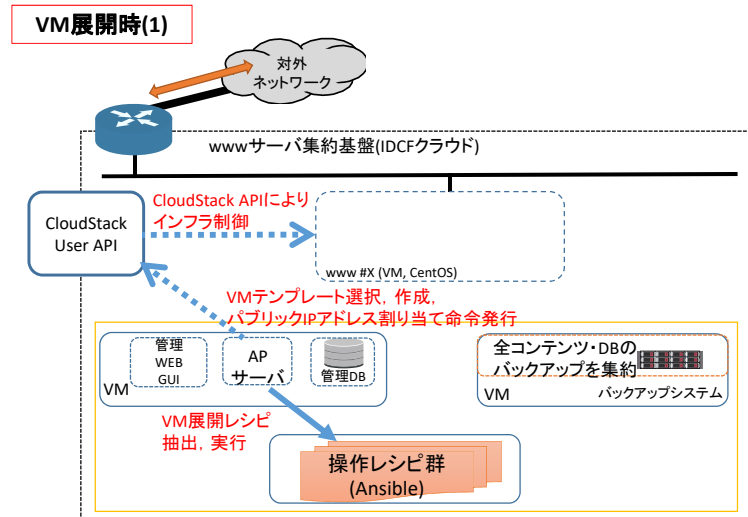 VM展開時(1)
対外
ネットワーク
wwwサーバ集約基盤(IDCFクラウド)
CloudStack
User API
CloudStack APIにより
インフラ制御
www #X (VM, CentOS)
VMテンプレート選択，作成，
パブリックIPアドレス割り当て命令発行
管理
WEB
GUI
AP
サーバ
管理DB
VM
全コンテンツ・DBの
バックアップを集約
VM
バックアップシステム
VM展開レシピ
抽出，実行
操作レシピ群
(Ansible)